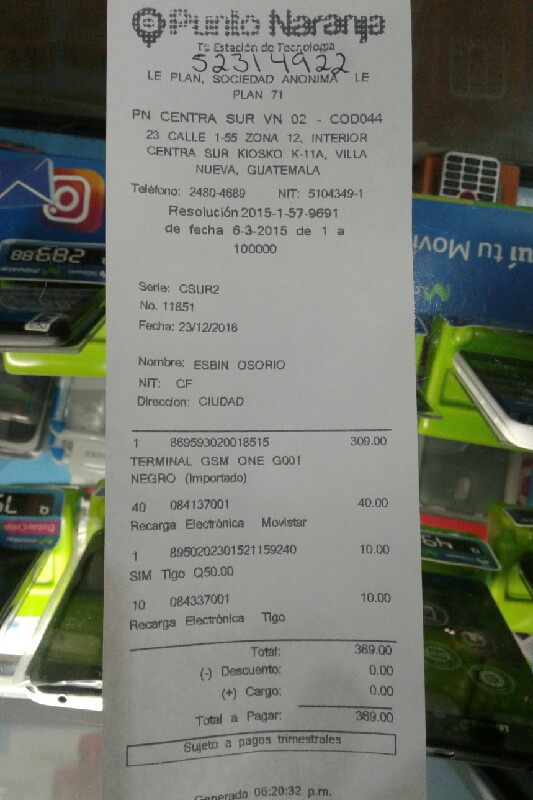 Punto Naranja
Tu Estación de Tecnología
52314922
LE PLAN, SOCIEDAD ANONIMA LE
PLAN 71
PN CENTRA SUR VN 02 - COD044
23 CALLE 1-55 ZONA 12, INTERIOR
CENTRA SUR KIOSKO K-11A, VILLA
NUEVA, GUATEMALA
Teléfono: 2480-4689 NIT: 5104349-1
Resolución 2015-1-57-9691
de fecha 6-3-2015 de 1 a
100000
Serie: CSUR2
No. 11851
Fecha: 23/12/2016
Nombre: ESBIN OSORIO
NIT: CF
Direccion: CIUDAD
1 869593020018515 309.00
TERMINAL GSM ONE G001
NEGRO (Importado)
40 084137001 40.00
Recarga Electrónica Movistar
1 8950202301521159240 10.00
SIM Tigo Q50.00
10 084337001 10.00
Recarga Electrónica Tigo
Total: 369.00
(-) Descuento: 0.00
(+) Cargo: 0.00
Total a Pagar: 369.00
Sujeto a pagos trimestrales
Generado 06:20:32 p.m.
uí tu Movi